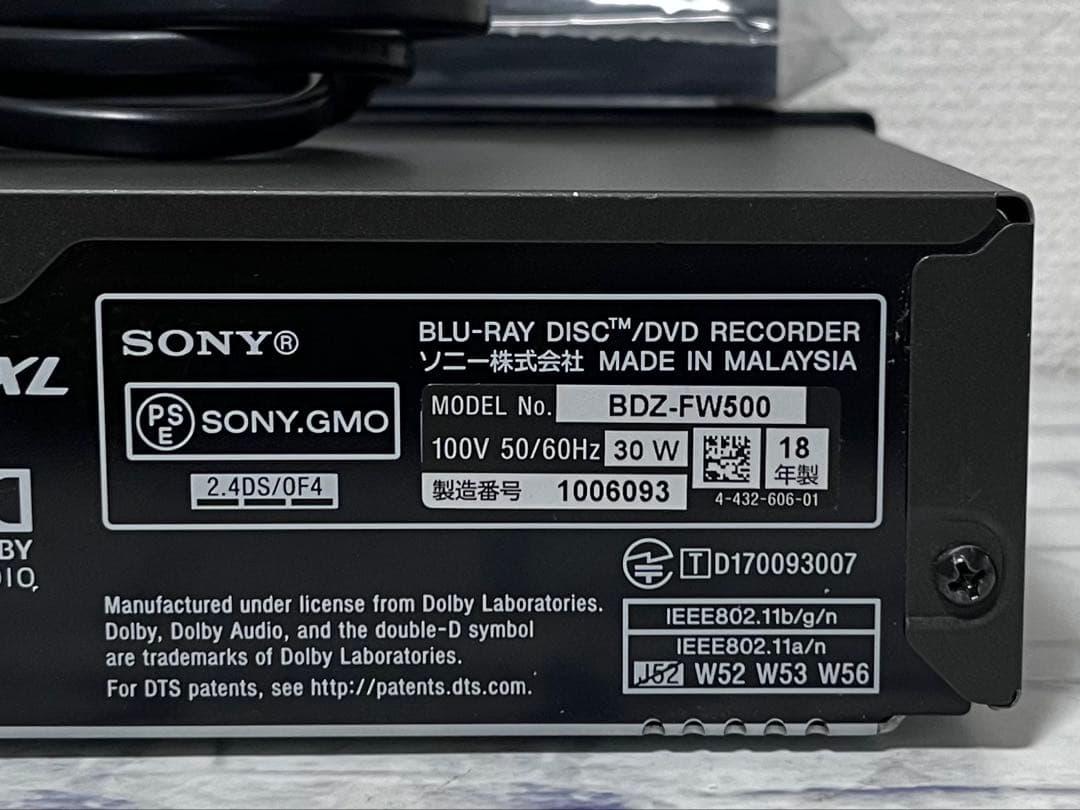 SONY®
BLU-RAY DISC™/DVD RECORDER
ソニー株式会社 MADE IN MALAYSIA
PS
E
SONY.GMO
MODEL No. BDZ-FW500
100V 50/60Hz 30 W
18
年製
2.4DS/OF4
製造番号 1006093
4-432-606-01
XL
BY
DIO
T D170093007
Manufactured under license from Dolby Laboratories.
Dolby, Dolby Audio, and the double-D symbol
are trademarks of Dolby Laboratories.
For DTS patents, see http://patents.dts.com.
IEEE802.11b/g/n
IEEE802.11a/n
J52 W52 W53 W56